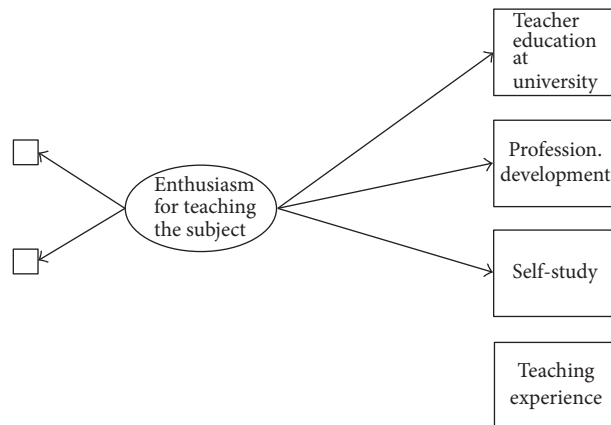 Teacher
education
at
university
Profession.
development
Enthusiasm
for teaching
the subject
Self-study
Teaching
experience